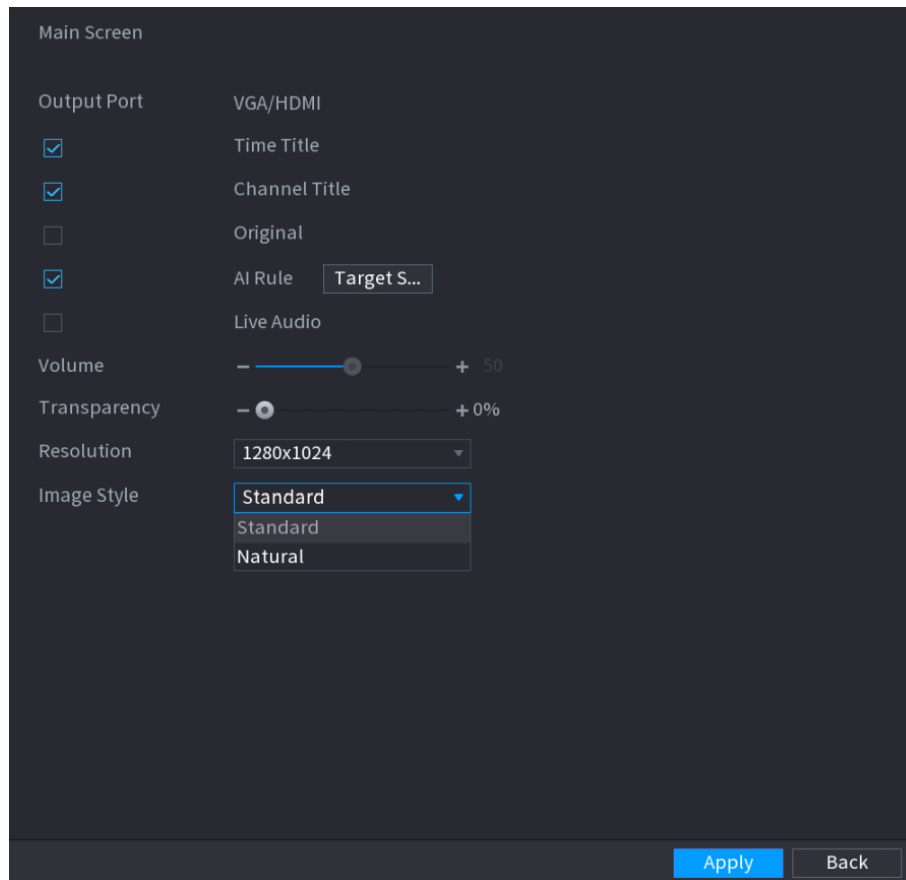 Main Screen
Output Port VGA/HDMI
Time Title
Channel Title
Original
AI Rule Target S...
Live Audio
Volume − + 50
Transparency − + 0%
Resolution 1280x1024
Image Style Standard
Standard
Natural
Apply Back